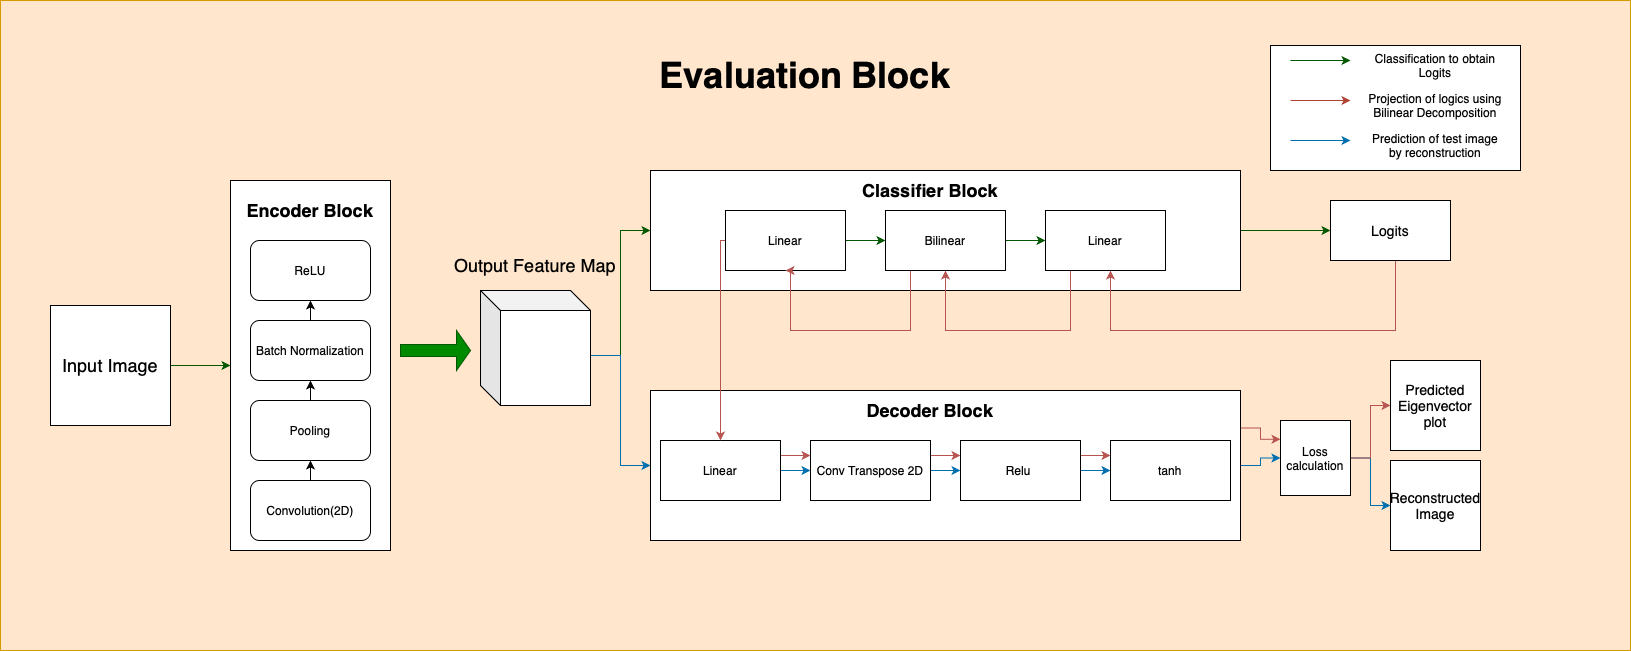 Evaluation Block
Classification to obtain
Logits
Projection of logics using
Bilinear Decomposition
Prediction of test image
by reconstruction
Input Image
Encoder Block
ReLU
Batch Normalization
Pooling
Convolution(2D)
Output Feature Map
Classifier Block
Linear
Bilinear
Linear
Logits
Decoder Block
Linear
Conv Transpose 2D
Relu
tanh
Loss
calculation
Predicted
Eigenvector
plot
Reconstructed
Image